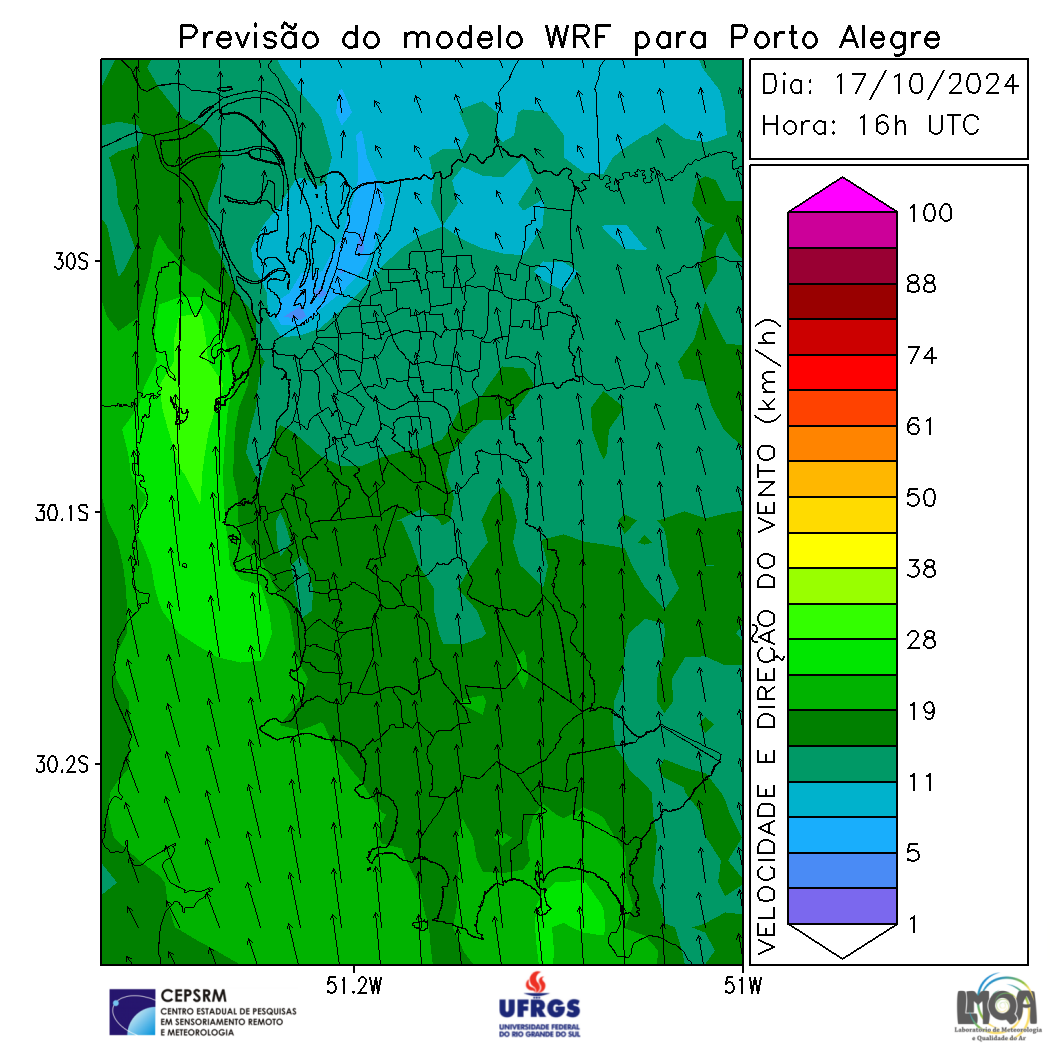 Previsão do modelo WRF para Porto Alegre
Dia: 17/10/2024
Hora: 16h UTC
30S
30.1S
30.2S
51.2W
51W
VELOCIDADE E DIREÇÃO DO VENTO (km/h)
100
88
74
61
50
38
28
19
11
5
1
CEPSRM
CENTRO ESTADUAL DE PESQUISAS
EM SENSORIAMENTO REMOTO
E METEOROLOGIA
UFRGS
UNIVERSIDADE FEDERAL
DO RIO GRANDE DO SUL
LMQA
Laboratório de Meteorologia
e Qualidade do Ar